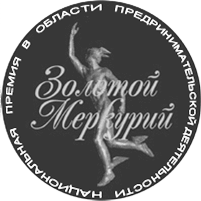 НАЦИОНАЛЬНАЯ ПРЕМИЯ В ОБЛАСТИ ПРЕДПРИНИМАТЕЛЬСКОЙ ДЕЯТЕЛЬНОСТИ
Золотой
Меркурий